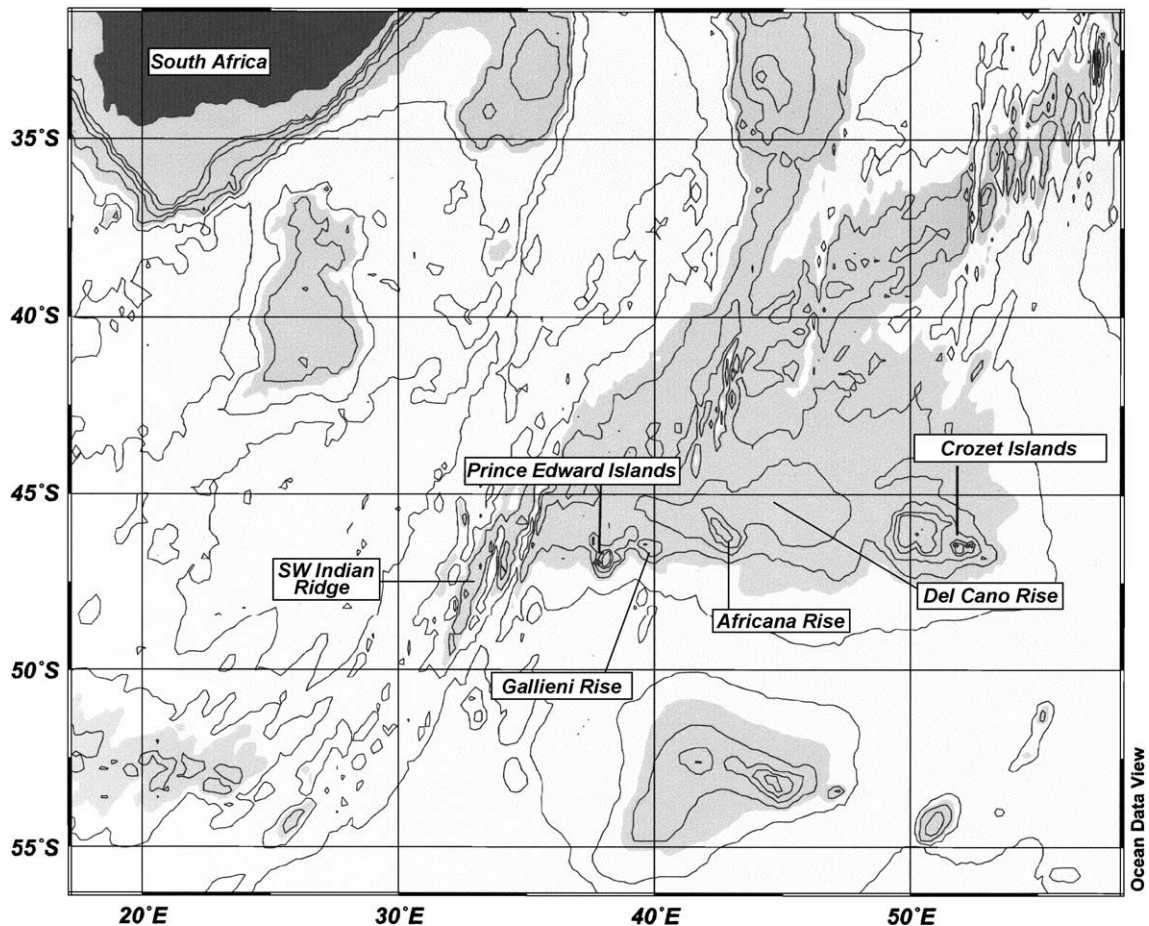 South Africa
35°S
40°S
Crozet Islands
Prince Edward Islands
45°S
SW Indian
Ridge
Del Cano Rise
Africana Rise
50°S
Gallieni Rise
55°S
Ocean Data View
20°E
30°E
40°E
50°E